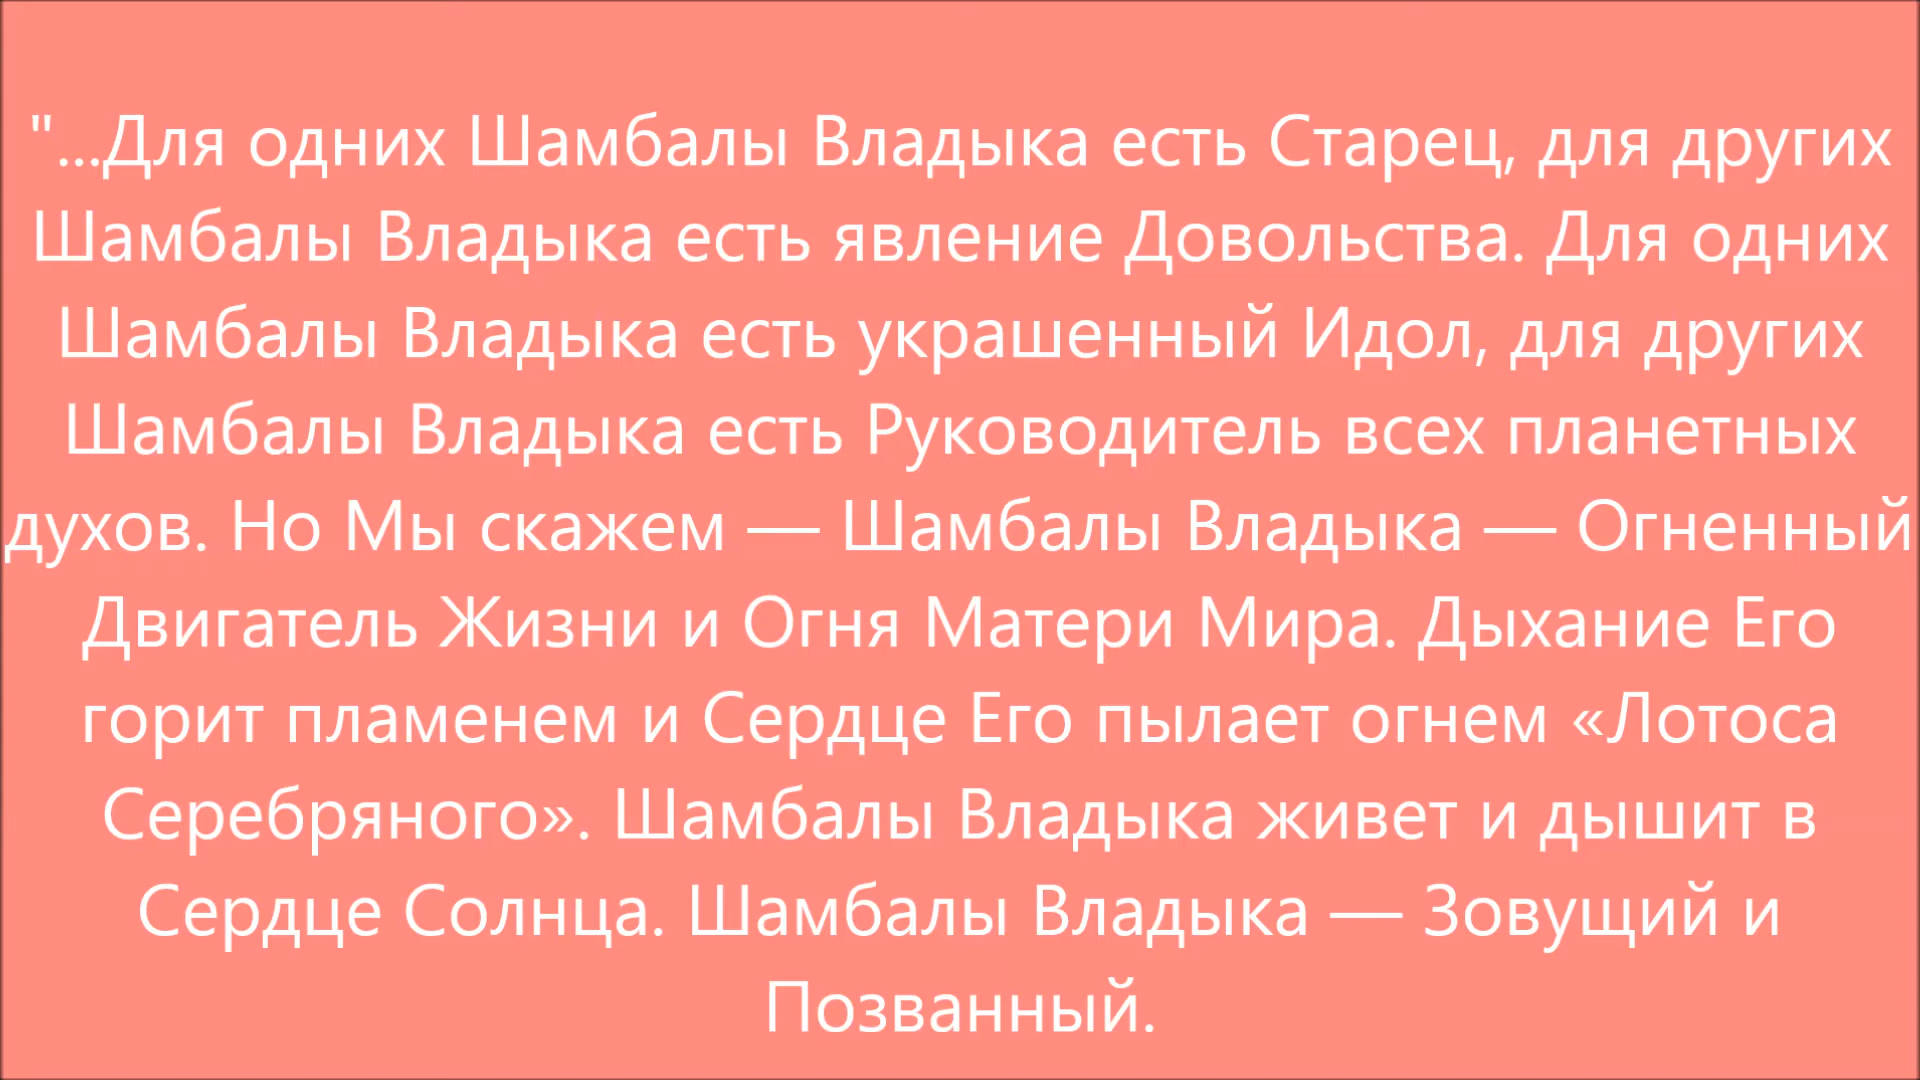 "...Для одних Шамбалы Владыка есть Старец, для других
Шамбалы Владыка есть явление Довольства. Для одних
Шамбалы Владыка есть украшенный Идол, для других
Шамбалы Владыка есть Руководитель всех планетных
духов. Но Мы скажем — Шамбалы Владыка — Огненный
Двигатель Жизни и Огня Матери Мира. Дыхание Его
горит пламенем и Сердце Его пылает огнем «Лотоса
Серебряного». Шамбалы Владыка живет и дышит в
Сердце Солнца. Шамбалы Владыка — Зовущий и
Позванный.